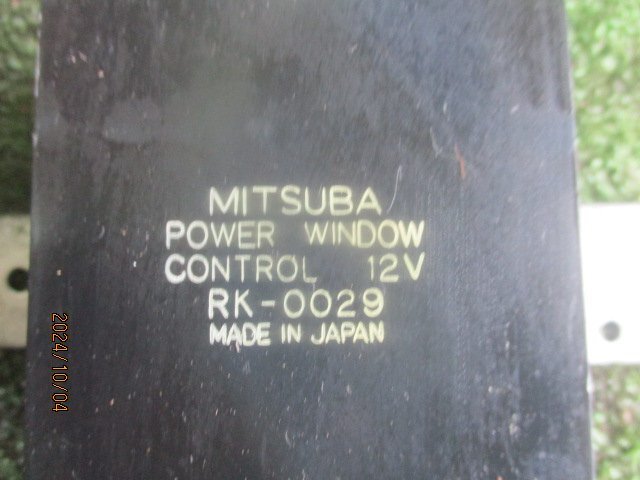 MITSUBA
POWER WINDOW
CONTROL 12V
RK-0029
MADE IN JAPAN
2024/10/04